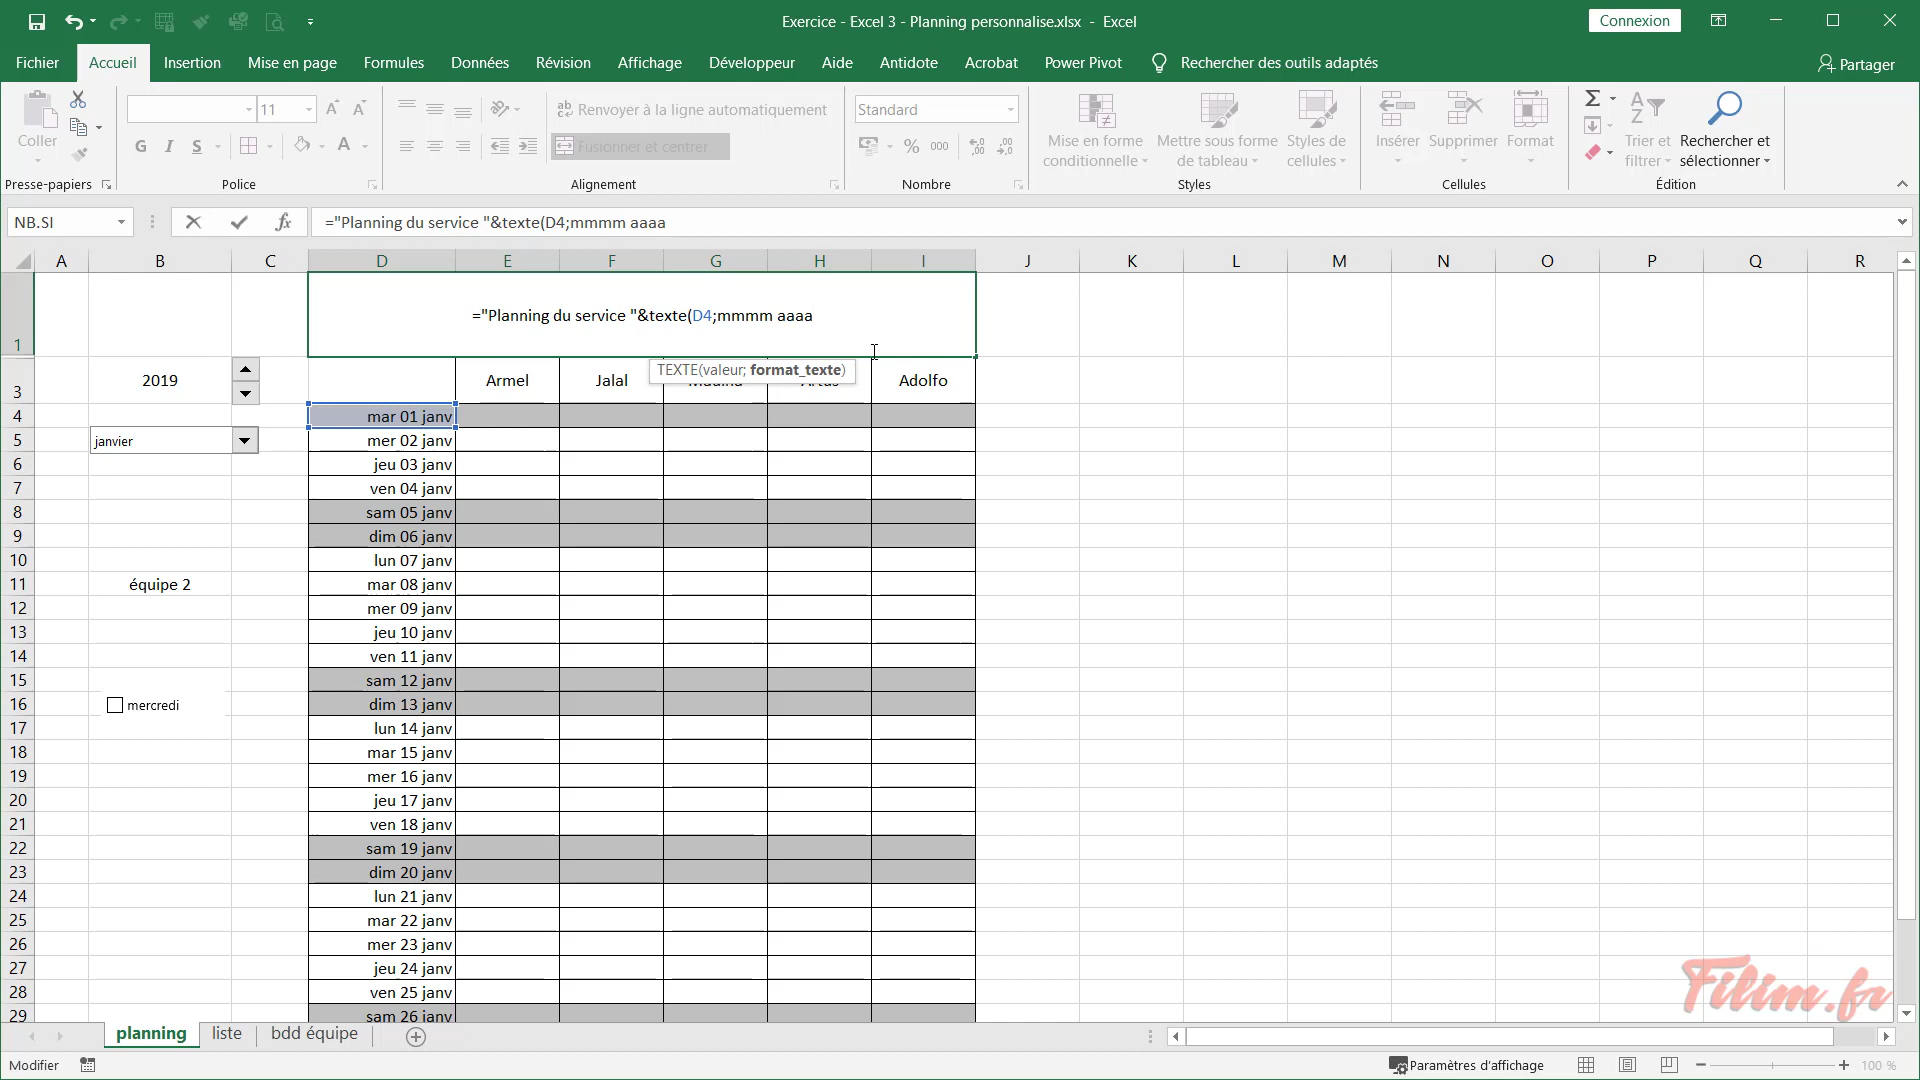 Exercice - Excel 3 - Planning personnalise.xlsx - Excel
Connexion
Fichier Accueil Insertion Mise en page Formules Données Révision Affichage Développeur Aide Antidote Acrobat Power Pivot Rechercher des outils adaptés Partager
Coller
Presse-papiers
11
G I S
Police
Renvoyer à la ligne automatiquement
Fusionner et centrer
Alignement
Standard
% 000
Nombre
Mise en forme conditionnelle
Mettre sous forme de tableau
Styles de cellules
Styles
Insérer Supprimer Format
Cellules
Trier et filtrer
Rechercher et sélectionner
Édition
NB.SI
fx
="Planning du service "&texte(D4;mmmm aaaa
A B C D E F G H I J K L M N O P Q R
1 ="Planning du service "&texte(D4;mmmm aaaa
TEXTE(valeur; format_texte)
3 2019 Armel Jalal Adolfo
4 mar 01 janv
5 janvier mer 02 janv
6 jeu 03 janv
7 ven 04 janv
8 sam 05 janv
9 dim 06 janv
10 lun 07 janv
11 équipe 2 mar 08 janv
12 mer 09 janv
13 jeu 10 janv
14 ven 11 janv
15 sam 12 janv
16 mercredi dim 13 janv
17 lun 14 janv
18 mar 15 janv
19 mer 16 janv
20 jeu 17 janv
21 ven 18 janv
22 sam 19 janv
23 dim 20 janv
24 lun 21 janv
25 mar 22 janv
26 mer 23 janv
27 jeu 24 janv
28 ven 25 janv
29 sam 26 janv
Filim.fr
planning liste bdd équipe
Modifier
Paramètres d'affichage
100 %